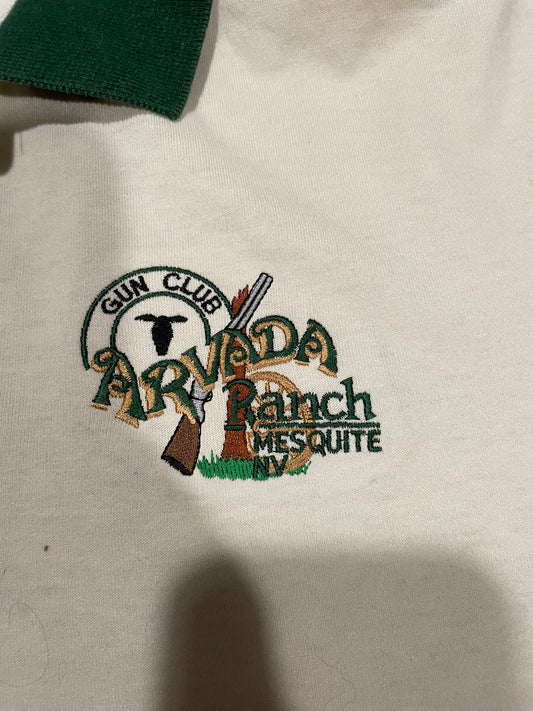 GUN CLUB
ARVADA
Ranch
MESQUITE
NV